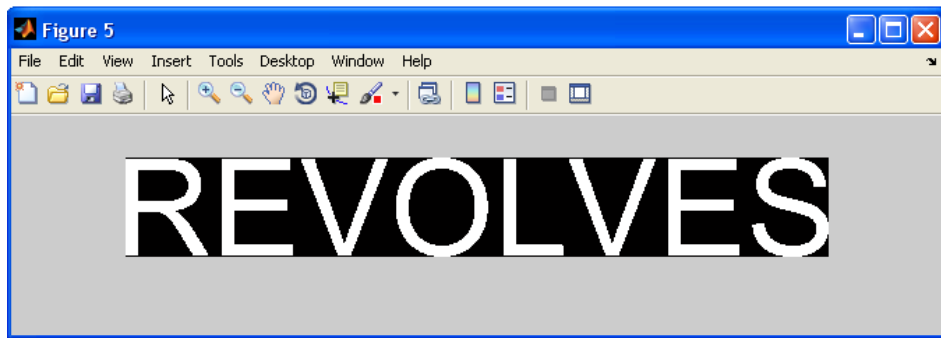 Figure 5
File Edit View Insert Tools Desktop Window Help
REVOLVES